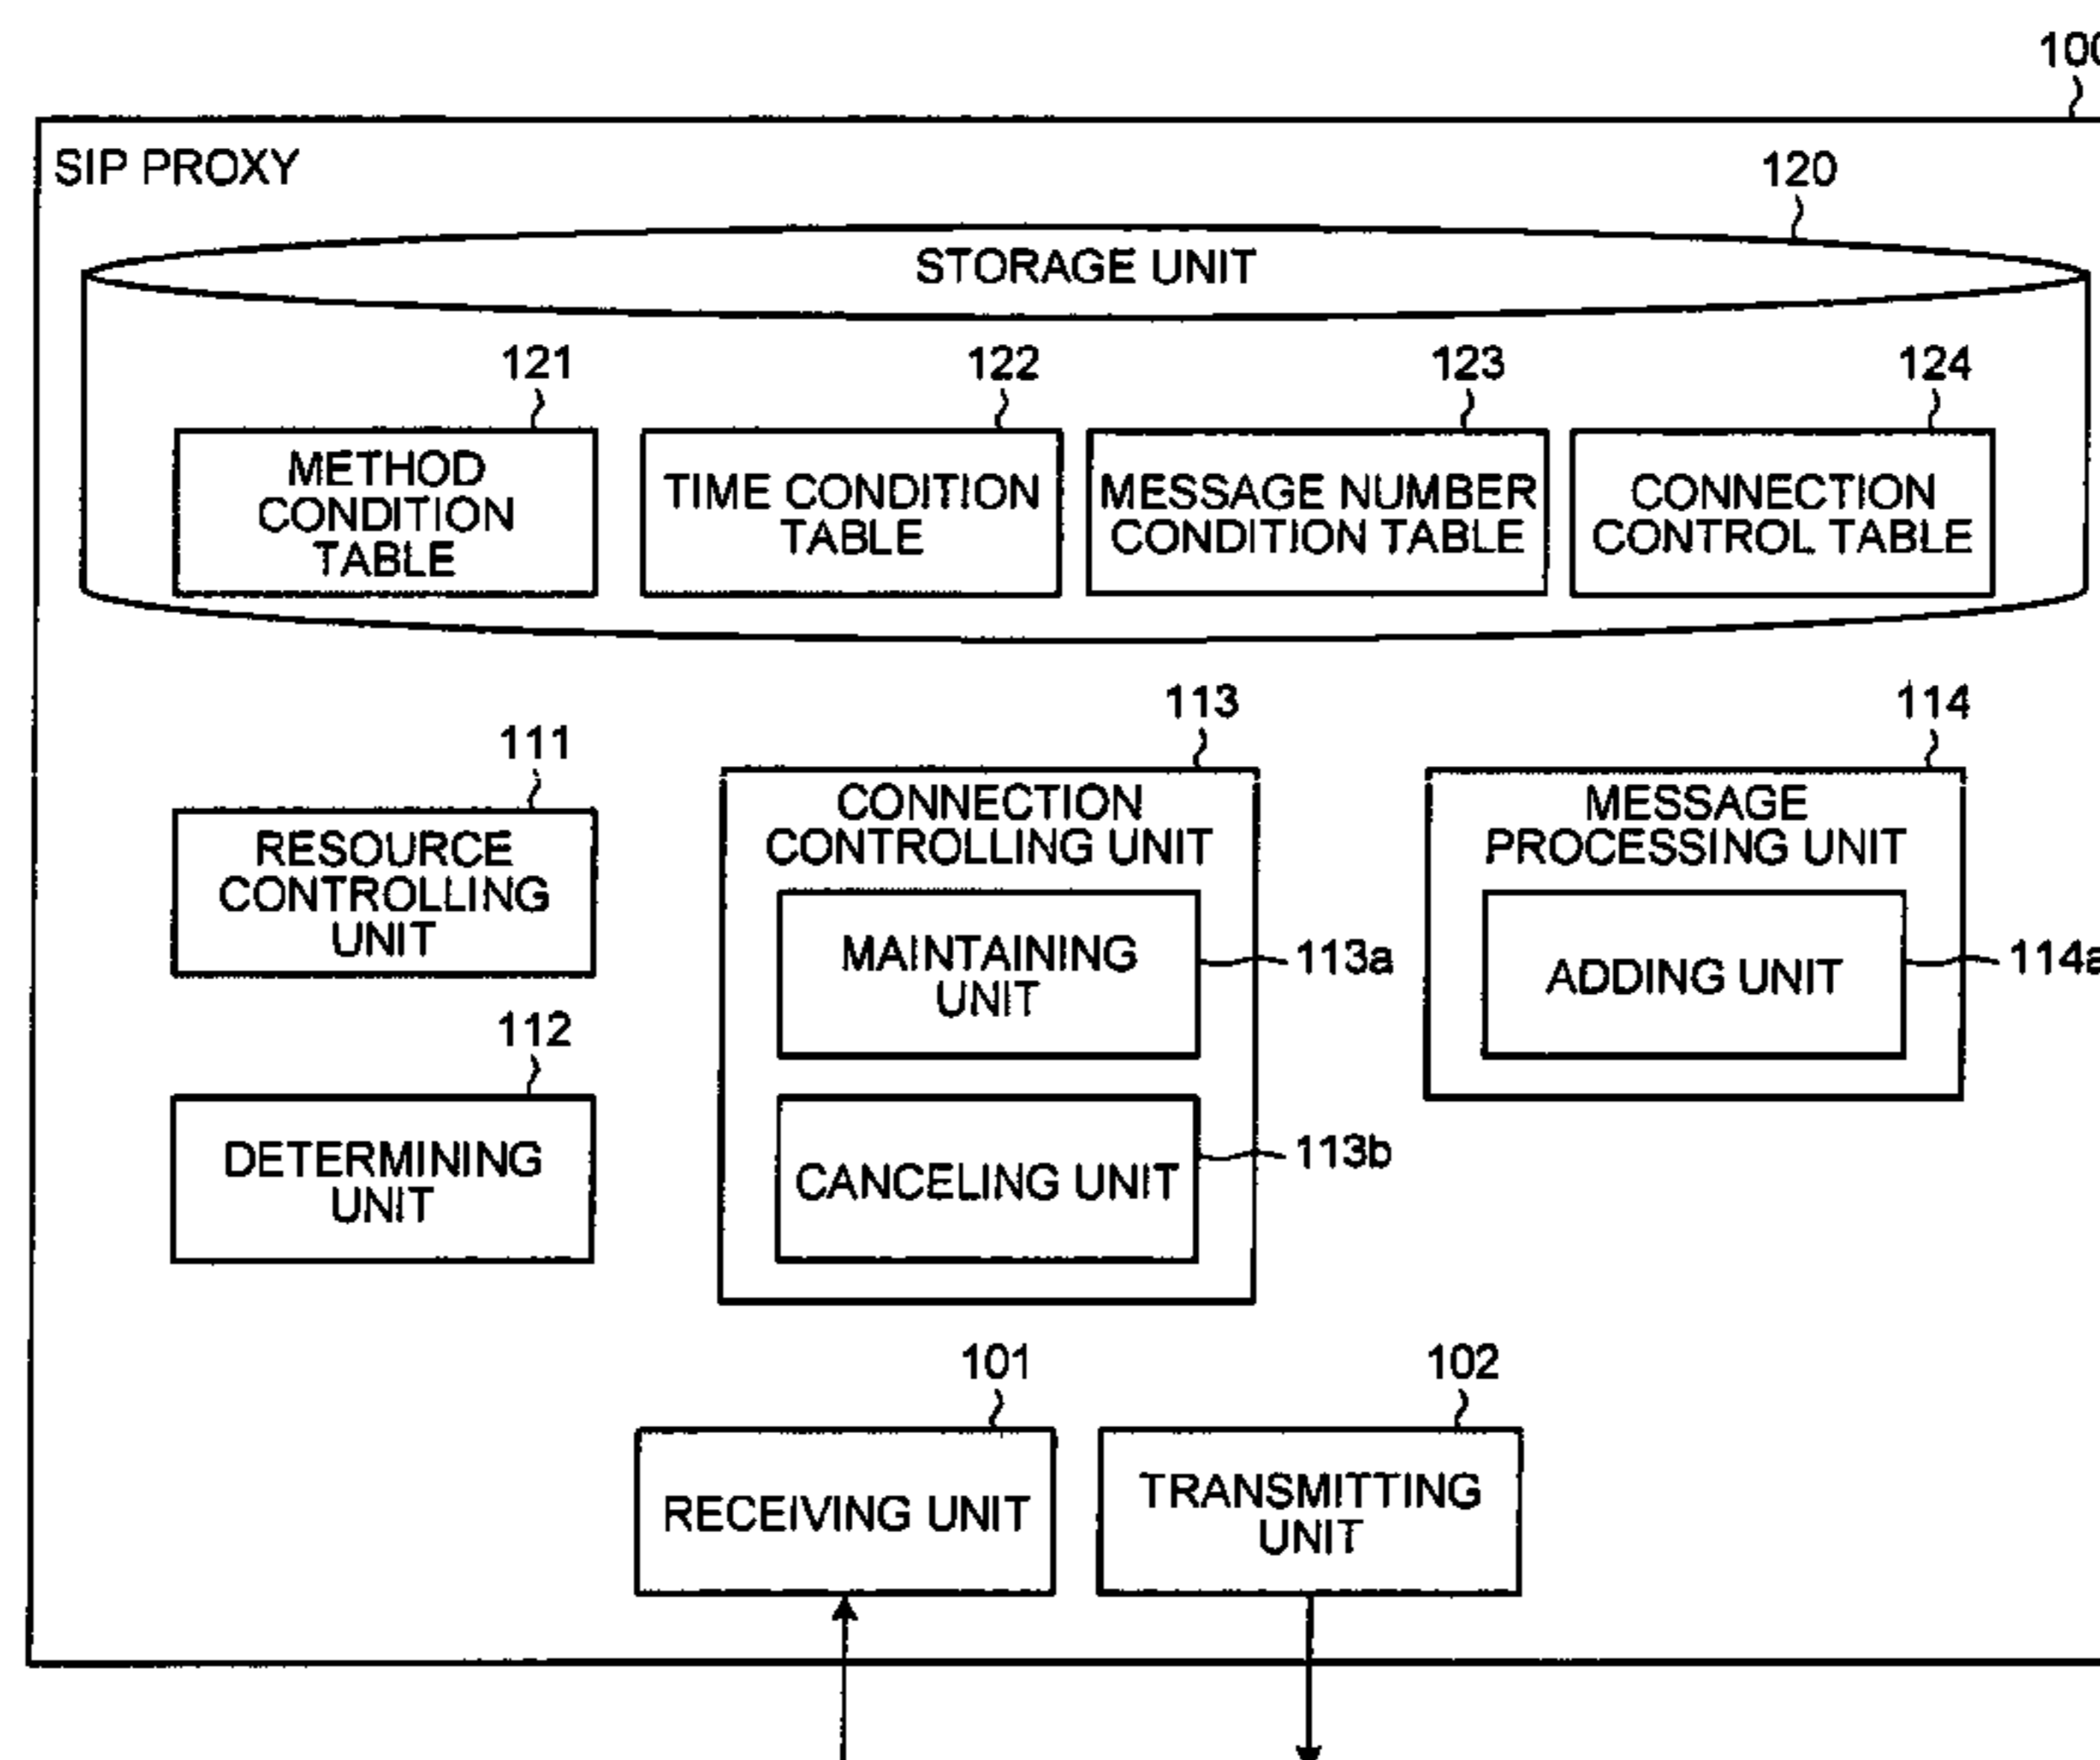 100
SIP PROXY
120
STORAGE UNIT
121
122
123
124
METHOD
CONDITION
TABLE
TIME CONDITION
TABLE
MESSAGE NUMBER
CONDITION TABLE
CONNECTION
CONTROL TABLE
111
113
114
RESOURCE
CONTROLLING
UNIT
CONNECTION
CONTROLLING UNIT
MESSAGE
PROCESSING UNIT
MAINTAINING
UNIT
113a
ADDING UNIT
114a
112
DETERMINING
UNIT
CANCELING UNIT
113b
101
102
RECEIVING UNIT
TRANSMITTING
UNIT